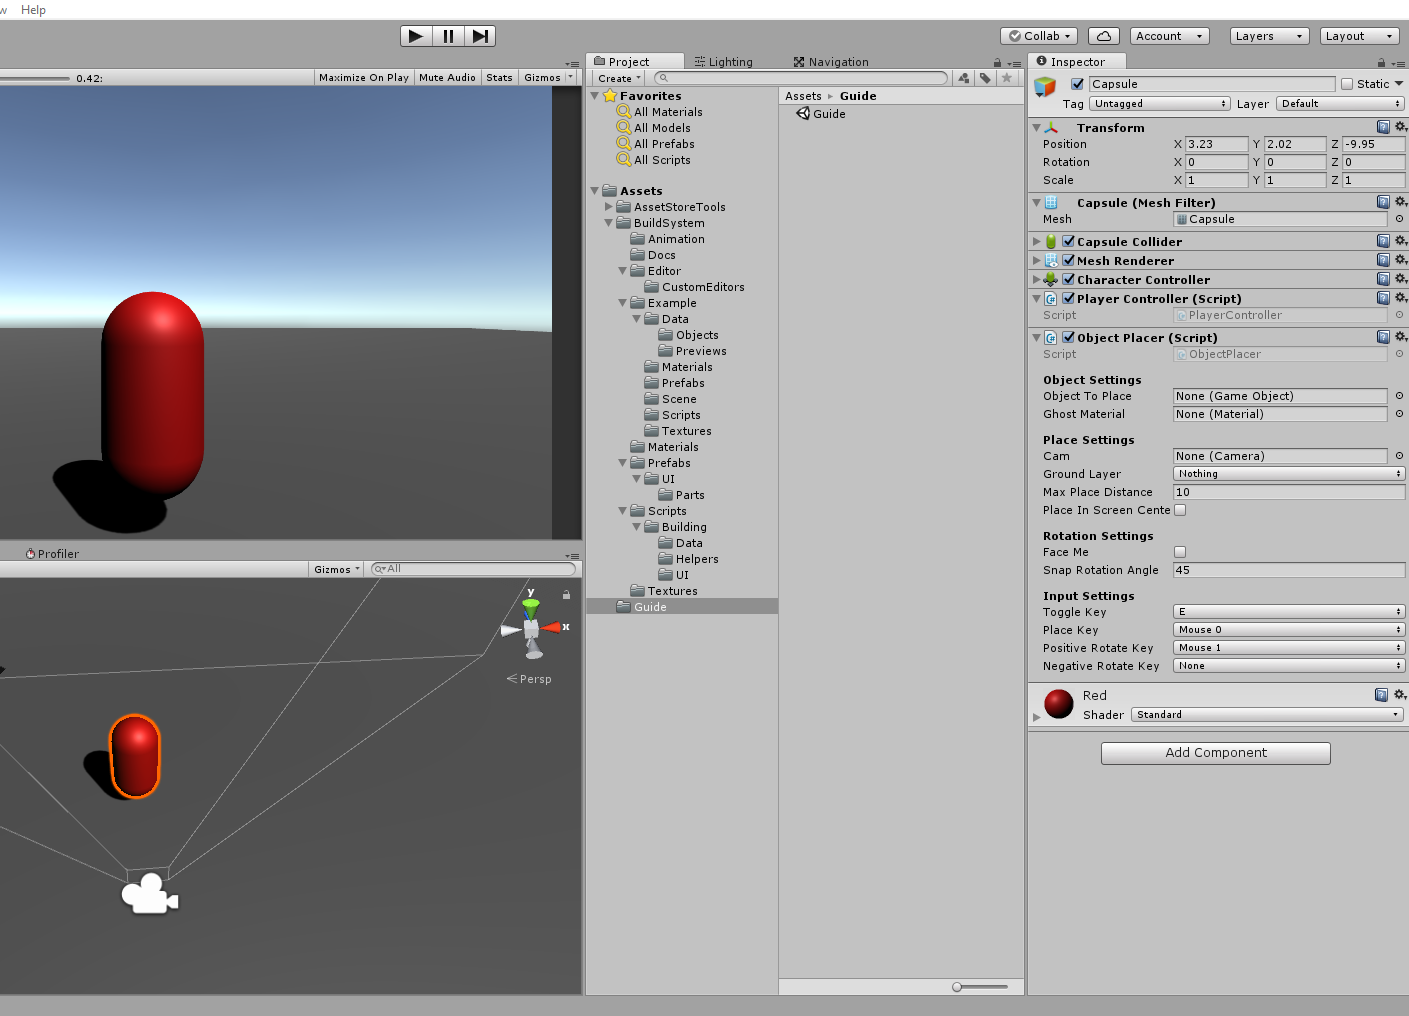 w Help
Collab Account Layers Layout
0.42:
Maximize On Play Mute Audio Stats Gizmos
Project Lighting Navigation
Create
Favorites
All Materials
All Models
All Prefabs
All Scripts
Assets
AssetStoreTools
BuildSystem
Animation
Docs
Editor
CustomEditors
Example
Data
Objects
Previews
Materials
Prefabs
Scene
Scripts
Textures
Materials
Prefabs
UI
Parts
Scripts
Building
Data
Helpers
UI
Textures
Guide
Assets Guide
Guide
Profiler
Gizmos All
y
x
Persp
Inspector
Capsule Static
Tag Untagged Layer Default
Transform
Position X 3.23 Y 2.02 Z -9.95
Rotation X 0 Y 0 Z 0
Scale X 1 Y 1 Z 1
Capsule (Mesh Filter)
Mesh Capsule
Capsule Collider
Mesh Renderer
Character Controller
Player Controller (Script)
Script PlayerController
Object Placer (Script)
Script ObjectPlacer
Object Settings
Object To Place None (Game Object)
Ghost Material None (Material)
Place Settings
Cam None (Camera)
Ground Layer Nothing
Max Place Distance 10
Place In Screen Cente
Rotation Settings
Face Me
Snap Rotation Angle 45
Input Settings
Toggle Key E
Place Key Mouse 0
Positive Rotate Key Mouse 1
Negative Rotate Key None
Red
Shader Standard
Add Component